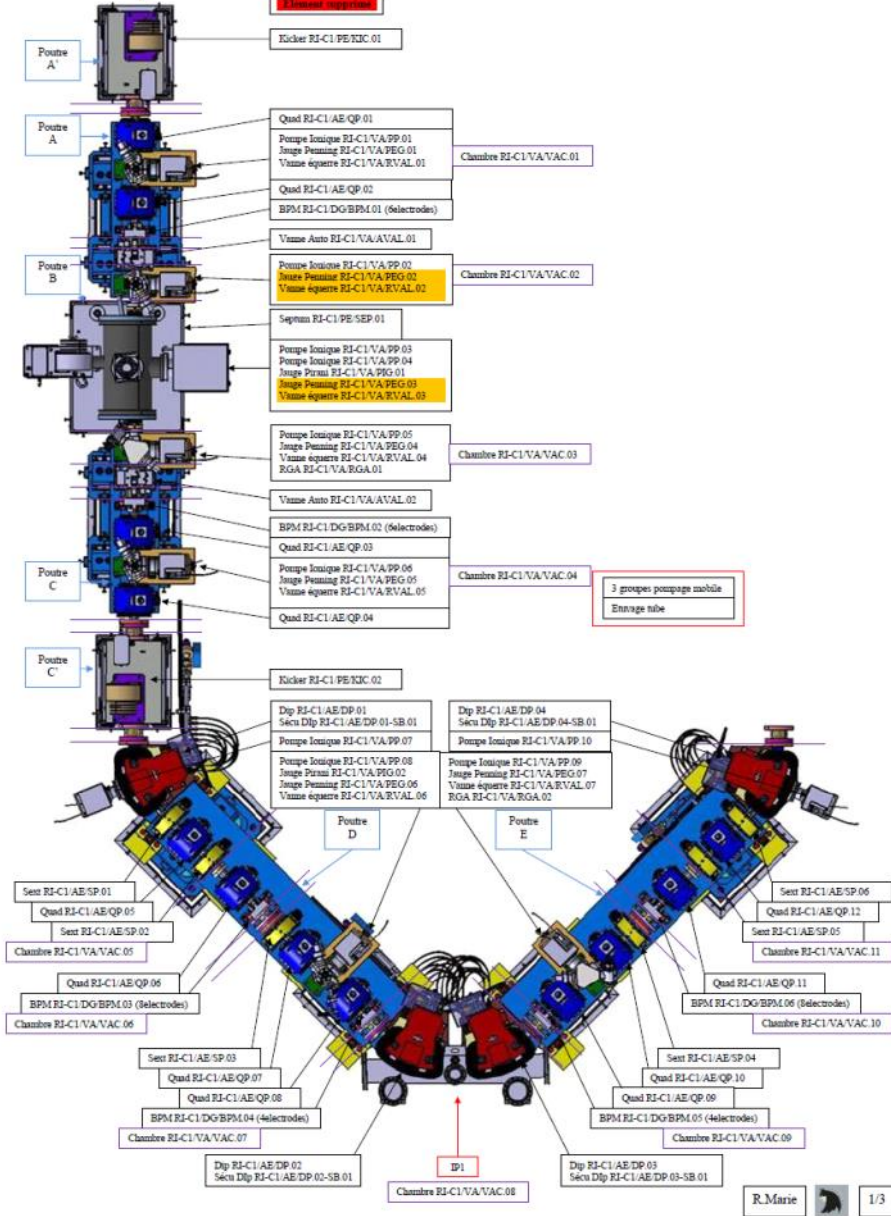 Elément supprimé
Kicker RI-C1/PE/KIC.01
Poutre
A'
Quad RI-C1/AE/QP.01
Poutre
A
Pompe Ionique RI-C1/VA/PP.01
Jauge Penning RI-C1/VA/PEG.01
Vanne équerre RI-C1/VA/RVAL.01
Chambre RI-C1/VA/VAC.01
Quad RI-C1/AE/QP.02
BPM RI-C1/DG/BPM.01 (6electrodes)
Vanne Auto RI-C1/VA/AVAL.01
Poutre
B
Pompe Ionique RI-C1/VA/PP.02
Jauge Penning RI-C1/VA/PEG.02
Vanne équerre RI-C1/VA/RVAL.02
Chambre RI-C1/VA/VAC.02
Septum RI-C1/PE/SEP.01
Pompe Ionique RI-C1/VA/PP.03
Pompe Ionique RI-C1/VA/PP.04
Jauge Pirani RI-C1/VA/PIG.01
Jauge Penning RI-C1/VA/PEG.03
Vanne équerre RI-C1/VA/RVAL.03
Pompe Ionique RI-C1/VA/PP.05
Jauge Penning RI-C1/VA/PEG.04
Vanne équerre RI-C1/VA/RVAL.04
RGA RI-C1/VA/RGA.01
Chambre RI-C1/VA/VAC.03
Vanne Auto RI-C1/VA/AVAL.02
BPM RI-C1/DG/BPM.02 (6electrodes)
Quad RI-C1/AE/QP.03
Poutre
C
Pompe Ionique RI-C1/VA/PP.06
Jauge Penning RI-C1/VA/PEG.05
Vanne équerre RI-C1/VA/RVAL.05
Chambre RI-C1/VA/VAC.04
3 groupes pompage mobile
Etuvage tube
Quad RI-C1/AE/QP.04
Poutre
C'
Kicker RI-C1/PE/KIC.02
Dip RI-C1/AE/DP.01
Sécu DIp RI-C1/AE/DP.01-SB.01
Pompe Ionique RI-C1/VA/PP.07
Pompe Ionique RI-C1/VA/PP.08
Jauge Pirani RI-C1/VA/PIG.02
Jauge Penning RI-C1/VA/PEG.06
Vanne équerre RI-C1/VA/RVAL.06
Dip RI-C1/AE/DP.04
Sécu DIp RI-C1/AE/DP.04-SB.01
Pompe Ionique RI-C1/VA/PP.10
Pompe Ionique RI-C1/VA/PP.09
Jauge Penning RI-C1/VA/PEG.07
Vanne équerre RI-C1/VA/RVAL.07
RGA RI-C1/VA/RGA.02
Poutre
D
Poutre
E
Sext RI-C1/AE/SP.01
Quad RI-C1/AE/QP.05
Sext RI-C1/AE/SP.02
Chambre RI-C1/VA/VAC.05
Quad RI-C1/AE/QP.06
BPM RI-C1/DG/BPM.03 (8electrodes)
Chambre RI-C1/VA/VAC.06
Sext RI-C1/AE/SP.03
Quad RI-C1/AE/QP.07
Quad RI-C1/AE/QP.08
BPM RI-C1/DG/BPM.04 (4electrodes)
Chambre RI-C1/VA/VAC.07
Dip RI-C1/AE/DP.02
Sécu DIp RI-C1/AE/DP.02-SB.01
IP1
Chambre RI-C1/VA/VAC.08
Sext RI-C1/AE/SP.06
Quad RI-C1/AE/QP.12
Sext RI-C1/AE/SP.05
Chambre RI-C1/VA/VAC.11
Quad RI-C1/AE/QP.11
BPM RI-C1/DG/BPM.06 (8electrodes)
Chambre RI-C1/VA/VAC.10
Sext RI-C1/AE/SP.04
Quad RI-C1/AE/QP.10
Quad RI-C1/AE/QP.09
BPM RI-C1/DG/BPM.05 (4electrodes)
Chambre RI-C1/VA/VAC.09
Dip RI-C1/AE/DP.03
Sécu DIp RI-C1/AE/DP.03-SB.01
R.Marie
1/3